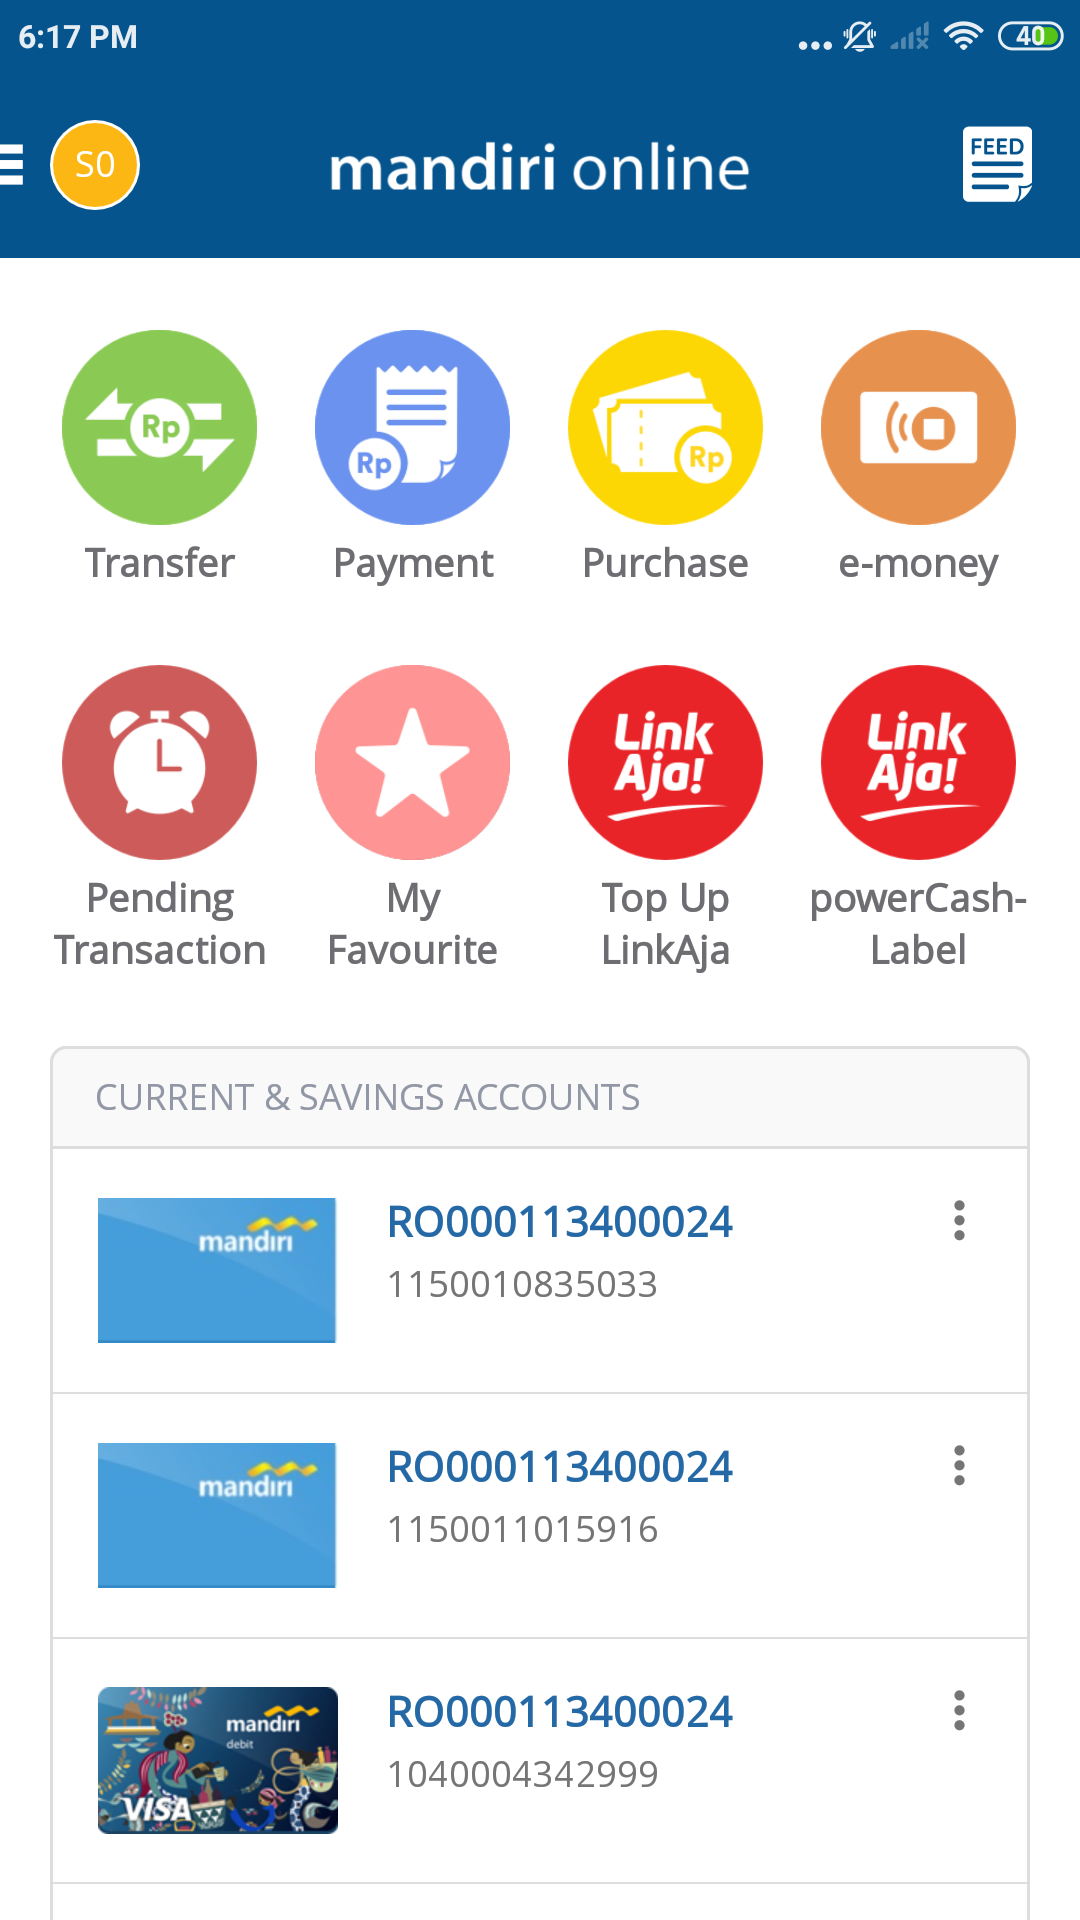 6:17 PM
40
S0
mandiri online
FEED
Rp
Rp
Rp
Transfer
Payment
Purchase
e-money
Link
Aja!
Link
Aja!
Pending
Transaction
My
Favourite
Top Up
LinkAja
powerCash-
Label
CURRENT & SAVINGS ACCOUNTS
mandiri
RO000113400024
1150010835033
mandiri
RO000113400024
1150011015916
mandiri
debit
VISA
RO000113400024
1040004342999